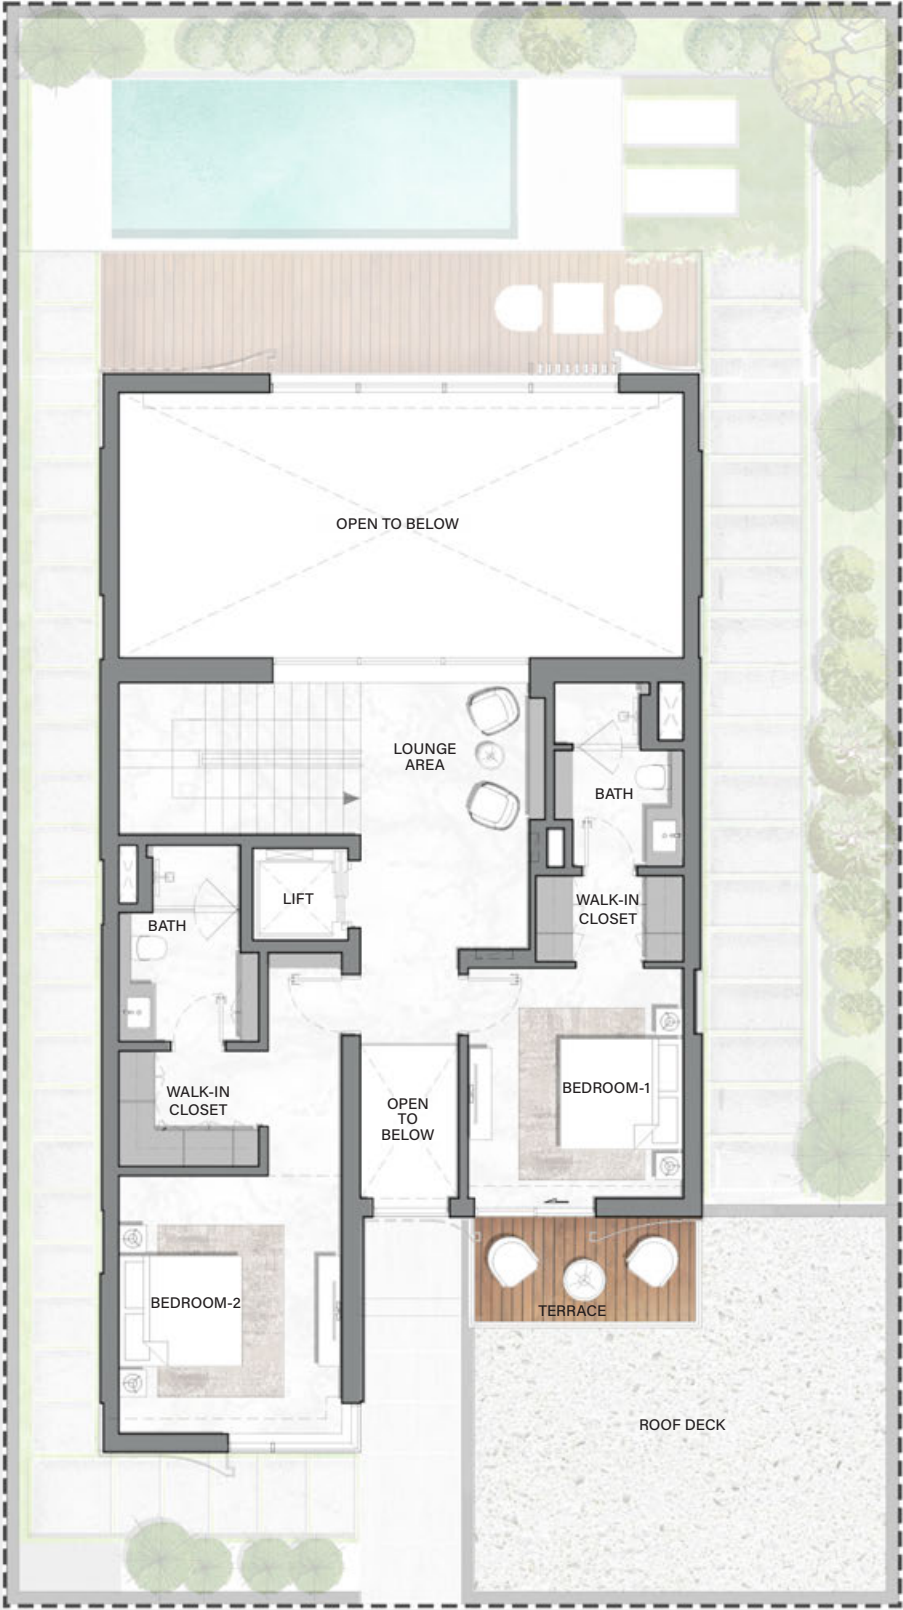 OPEN TO BELOW
LOUNGE
AREA
BATH
LIFT
WALK-IN
CLOSET
BATH
WALK-IN
CLOSET
OPEN
TO
BELOW
BEDROOM-1
BEDROOM-2
TERRACE
ROOF DECK